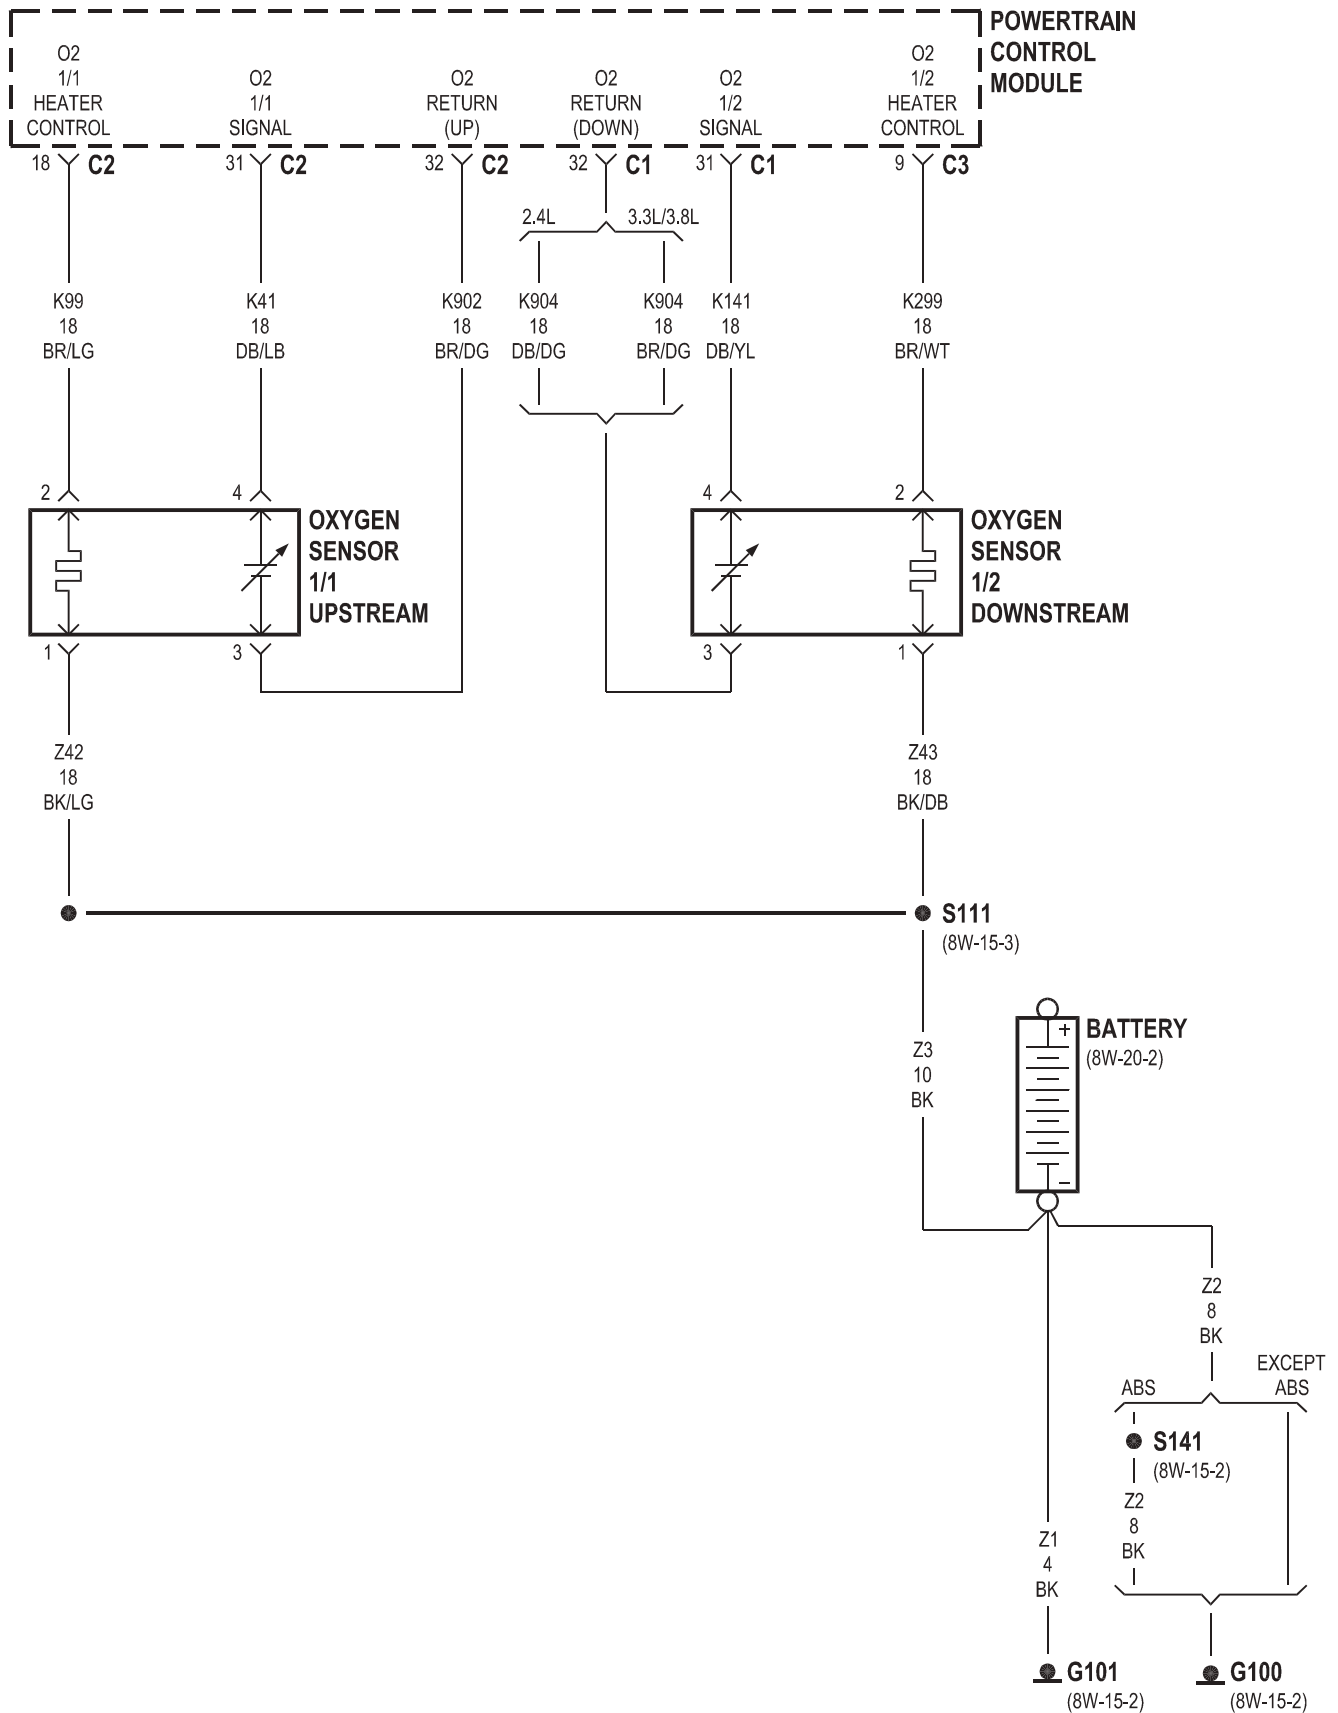 POWERTRAIN
CONTROL
MODULE
O2
1/1
HEATER
CONTROL
O2
1/1
SIGNAL
O2
RETURN
(UP)
O2
RETURN
(DOWN)
O2
1/2
SIGNAL
O2
1/2
HEATER
CONTROL
18 C2
31 C2
32 C2
32 C1
31 C1
9 C3
2.4L
3.3L/3.8L
K99
18
BR/LG
K41
18
DB/LB
K902
18
BR/DG
K904
18
DB/DG
K904
18
BR/DG
K141
18
DB/YL
K299
18
BR/WT
2
4
4
2
OXYGEN
SENSOR
1/1
UPSTREAM
OXYGEN
SENSOR
1/2
DOWNSTREAM
1
3
3
1
Z42
18
BK/LG
Z43
18
BK/DB
S111
(8W-15-3)
Z3
10
BK
+
BATTERY
(8W-20-2)
−
Z2
8
BK
ABS
EXCEPT
ABS
S141
(8W-15-2)
Z2
8
BK
Z1
4
BK
G101
(8W-15-2)
G100
(8W-15-2)